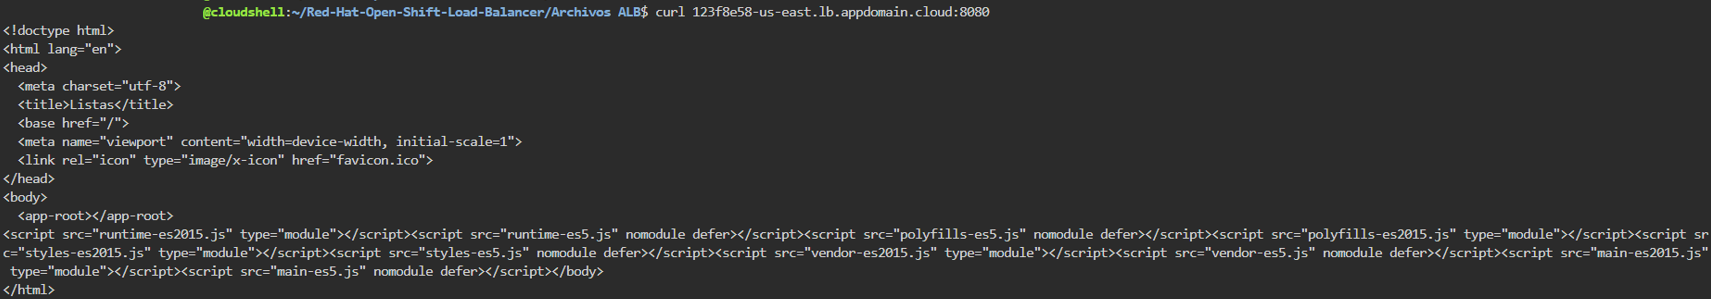 @cloudshell:~/Red-Hat-Open-Shift-Load-Balancer/Archivos ALB$ curl 123f8e58-us-east.lb.appdomain.cloud:8080
<!doctype html>
<html lang="en">
<head>
  <meta charset="utf-8">
  <title>Listas</title>
  <base href="/">
  <meta name="viewport" content="width=device-width, initial-scale=1">
  <link rel="icon" type="image/x-icon" href="favicon.ico">
</head>
<body>
  <app-root></app-root>
<script src="runtime-es2015.js" type="module"></script><script src="runtime-es5.js" nomodule defer></script><script src="polyfills-es5.js" nomodule defer></script><script src="polyfills-es2015.js" type="module"></script><script sr
c="styles-es2015.js" type="module"></script><script src="styles-es5.js" nomodule defer></script><script src="vendor-es2015.js" type="module"></script><script src="vendor-es5.js" nomodule defer></script><script src="main-es2015.js"
 type="module"></script><script src="main-es5.js" nomodule defer></script></body>
</html>